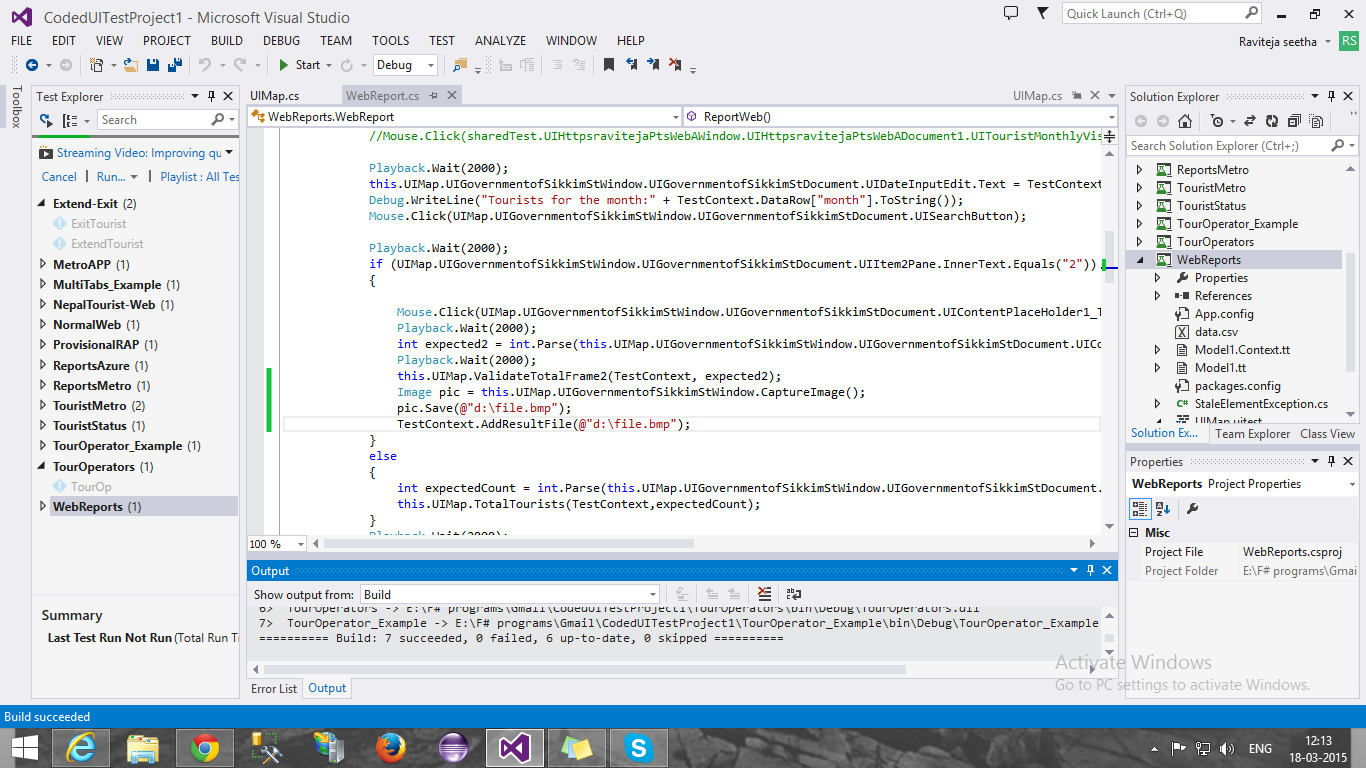 CodedUITestProject1 - Microsoft Visual Studio
Quick Launch (Ctrl+Q)
FILE EDIT VIEW PROJECT BUILD DEBUG TEAM TOOLS TEST ANALYZE WINDOW HELP
Raviteja seetha
RS
Start
Debug
Toolbox
Test Explorer
Search
Streaming Video: Improving qu
Cancel | Run... | Playlist : All Tes
Extend-Exit (2)
ExitTourist
ExtendTourist
MetroAPP (1)
MultiTabs_Example (1)
NepalTourist-Web (1)
NormalWeb (1)
ProvisionalRAP (1)
ReportsAzure (1)
ReportsMetro (1)
TouristMetro (2)
TouristStatus (1)
TourOperator_Example (1)
TourOperators (1)
TourOp
WebReports (1)
Summary
Last Test Run Not Run (Total Run Ti
UIMap.cs
WebReport.cs
UIMap.cs
WebReports.WebReport
ReportWeb()
//Mouse.Click(sharedTest.UIHttpsravitejaPtsWebAWindow.UIHttpsravitejaPtsWebADocument1.UITouristMonthlyVis
Playback.Wait(2000);
this.UIMap.UIGovernmentofSikkimStWindow.UIGovernmentofSikkimStDocument.UIDateInputEdit.Text = TestContext
Debug.WriteLine("Tourists for the month:" + TestContext.DataRow["month"].ToString());
Mouse.Click(UIMap.UIGovernmentofSikkimStWindow.UIGovernmentofSikkimStDocument.UISearchButton);
Playback.Wait(2000);
if (UIMap.UIGovernmentofSikkimStWindow.UIGovernmentofSikkimStDocument.UIItem2Pane.InnerText.Equals("2"))
{
Mouse.Click(UIMap.UIGovernmentofSikkimStWindow.UIGovernmentofSikkimStDocument.UIContentPlaceHolder1_T
Playback.Wait(2000);
int expected2 = int.Parse(this.UIMap.UIGovernmentofSikkimStWindow.UIGovernmentofSikkimStDocument.UICo
Playback.Wait(2000);
this.UIMap.ValidateTotalFrame2(TestContext, expected2);
Image pic = this.UIMap.UIGovernmentofSikkimStWindow.CaptureImage();
pic.Save(@"d:\file.bmp");
TestContext.AddResultFile(@"d:\file.bmp");
}
else
{
int expectedCount = int.Parse(this.UIMap.UIGovernmentofSikkimStWindow.UIGovernmentofSikkimStDocument.
this.UIMap.TotalTourists(TestContext,expectedCount);
}
Playback.Wait(2000);
100 %
Output
Show output from: Build
6> TourOperators -> E:\F# programs\Gmail\CodedUITestProject1\TourOperators\bin\Debug\TourOperators.dll
7> TourOperator_Example -> E:\F# programs\Gmail\CodedUITestProject1\TourOperator_Example\bin\Debug\TourOperator_Example
========== Build: 7 succeeded, 0 failed, 6 up-to-date, 0 skipped ==========
Error List
Output
Solution Explorer
Search Solution Explorer (Ctrl+;)
ReportsMetro
TouristMetro
TouristStatus
TourOperator_Example
TourOperators
WebReports
Properties
References
App.config
data.csv
Model1.Context.tt
Model1.tt
packages.config
StaleElementException.cs
UIMap.uitest
Solution Ex... Team Explorer Class View
Properties
WebReports Project Properties
Misc
Project File WebReports.csproj
Project Folder E:\F# programs\Gmai
Activate Windows
Go to PC settings to activate Windows.
Build succeeded
ENG
12:13
18-03-2015